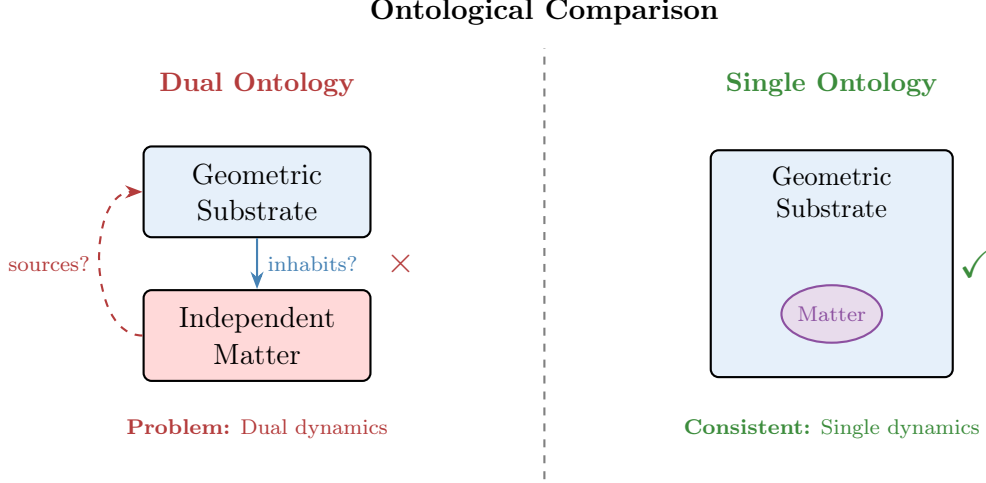 Ontological Comparison
Dual Ontology
Geometric
Substrate
sources?
inhabits?
×
Independent
Matter
Problem: Dual dynamics
Single Ontology
Geometric
Substrate
✓
Matter
Consistent: Single dynamics